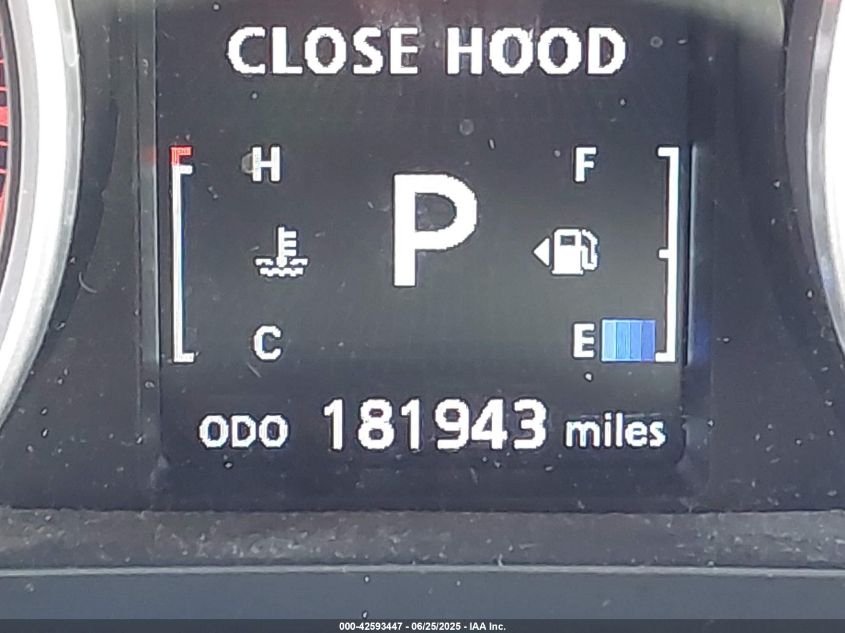 CLOSE HOOD
H F
P
C E
ODO 181943 miles
000-42593447 - 06/25/2025 - IAA Inc.